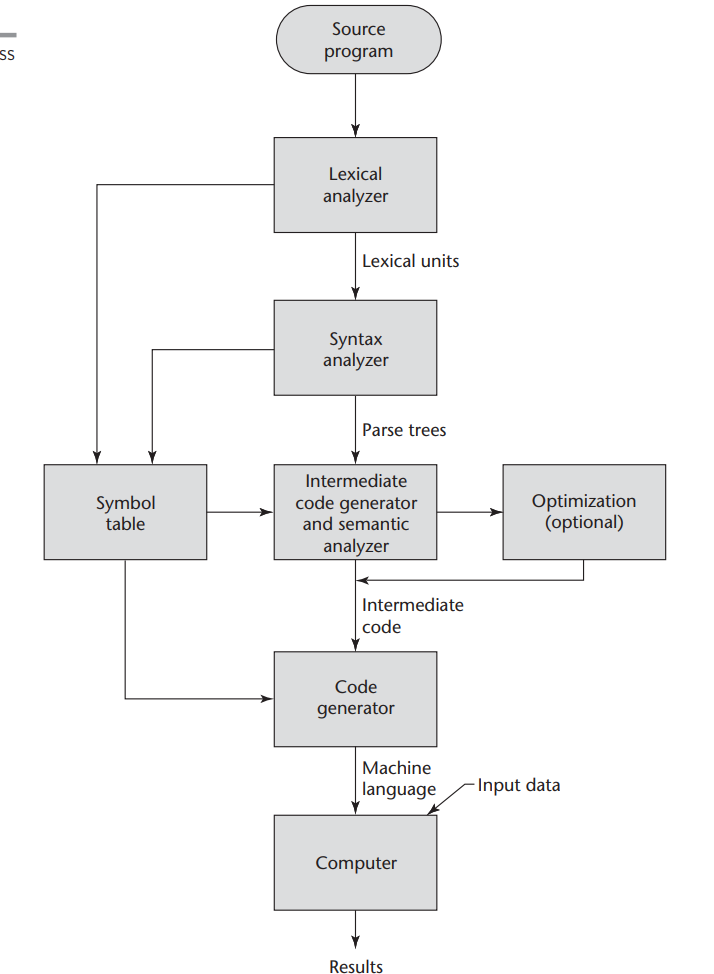 ss
Source
program
Lexical
analyzer
Lexical units
Syntax
analyzer
Parse trees
Symbol
table
Intermediate
code generator
and semantic
analyzer
Optimization
(optional)
Intermediate
code
Code
generator
Machine
language
Input data
Computer
Results